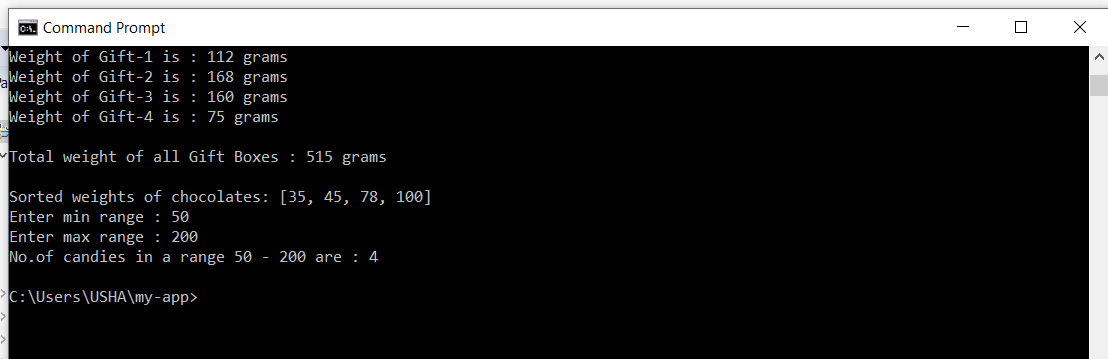 Command Prompt
Weight of Gift-1 is : 112 grams
Weight of Gift-2 is : 168 grams
Weight of Gift-3 is : 160 grams
Weight of Gift-4 is : 75 grams
Total weight of all Gift Boxes : 515 grams
Sorted weights of chocolates: [35, 45, 78, 100]
Enter min range : 50
Enter max range : 200
No.of candies in a range 50 - 200 are : 4
C:\Users\USHA\my-app>